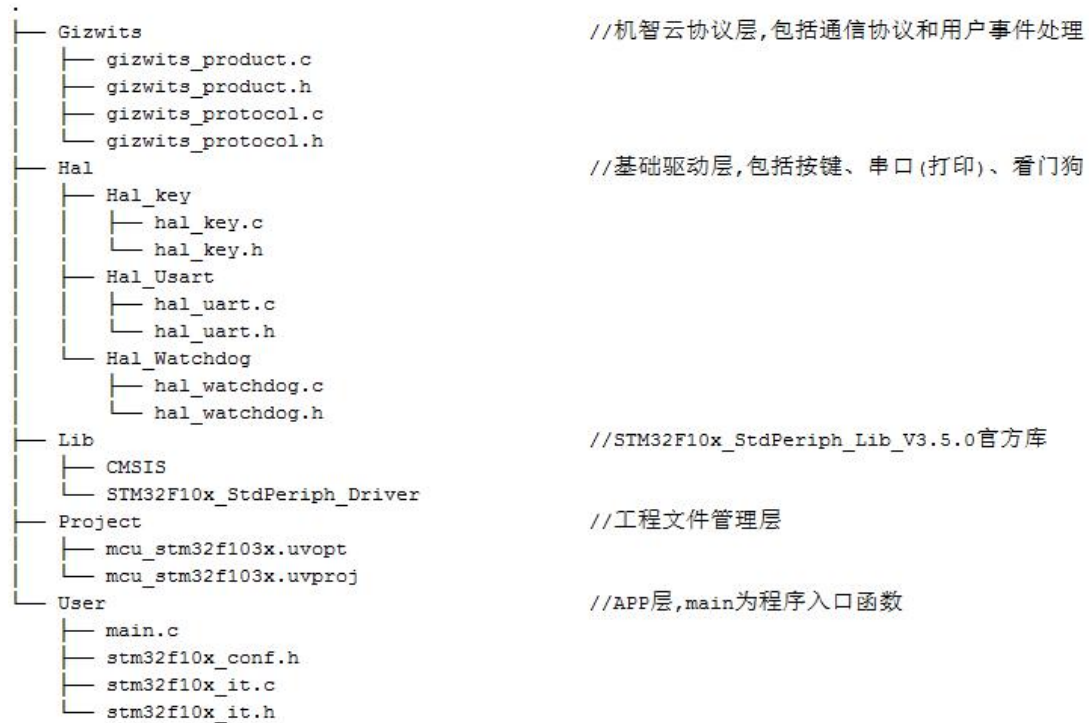 .
├── Gizwits //机智云协议层,包括通信协议和用户事件处理
│   ├── gizwits_product.c
│   ├── gizwits_product.h
│   ├── gizwits_protocol.c
│   └── gizwits_protocol.h
├── Hal //基础驱动层,包括按键、串口(打印)、看门狗
│   ├── Hal_key
│   │   ├── hal_key.c
│   │   └── hal_key.h
│   ├── Hal_Usart
│   │   ├── hal_uart.c
│   │   └── hal_uart.h
│   └── Hal_Watchdog
│       ├── hal_watchdog.c
│       └── hal_watchdog.h
├── Lib //STM32F10x_StdPeriph_Lib_V3.5.0官方库
│   ├── CMSIS
│   └── STM32F10x_StdPeriph_Driver
├── Project //工程文件管理层
│   ├── mcu_stm32f103x.uvopt
│   └── mcu_stm32f103x.uvproj
└── User //APP层,main为程序入口函数
    ├── main.c
    ├── stm32f10x_conf.h
    ├── stm32f10x_it.c
    └── stm32f10x_it.h